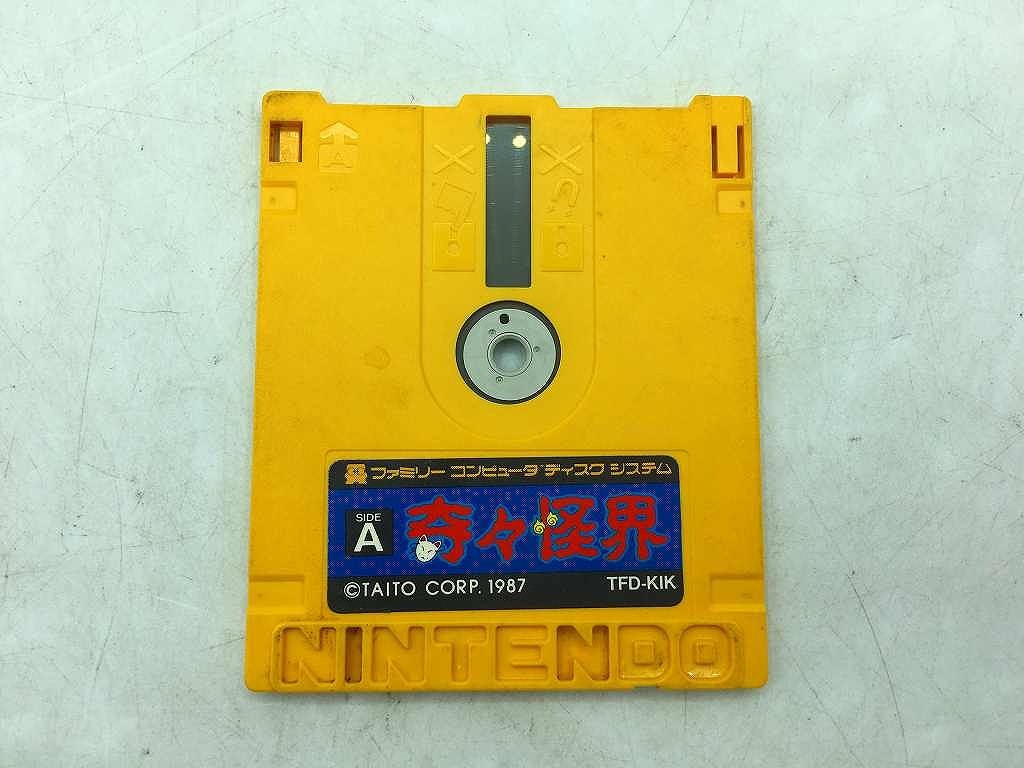 A
ファミリー コンピュータ ディスク システム
SIDE
A
奇々怪界
©TAITO CORP. 1987 TFD-KIK
NINTENDO